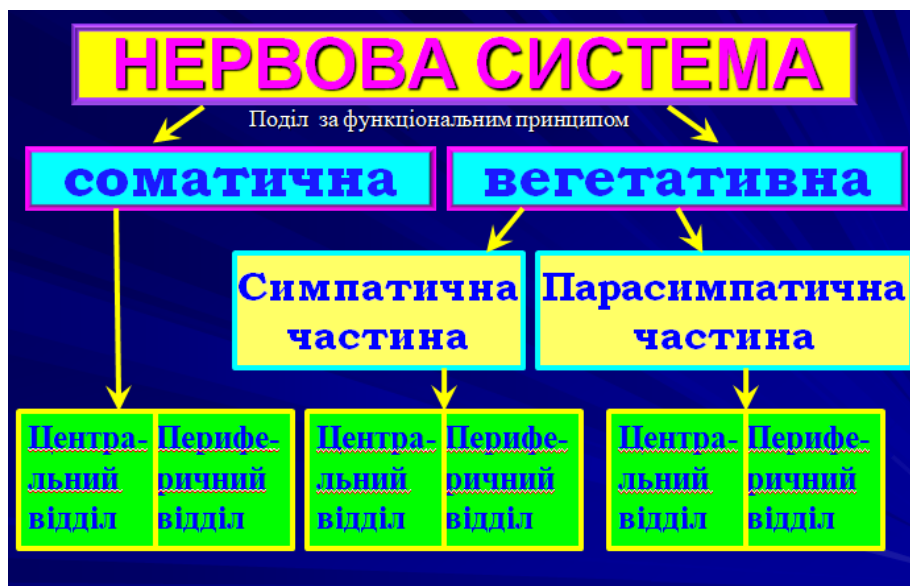 НЕРВОВА СИСТЕМА
Поділ за функціональним принципом
соматична
вегетативна
Симпатична
частина
Парасимпатична
частина
Центра-
льний
відділ
Перифе-
ричний
відділ
Центра-
льний
відділ
Перифе-
ричний
відділ
Центра-
льний
відділ
Перифе-
ричний
відділ